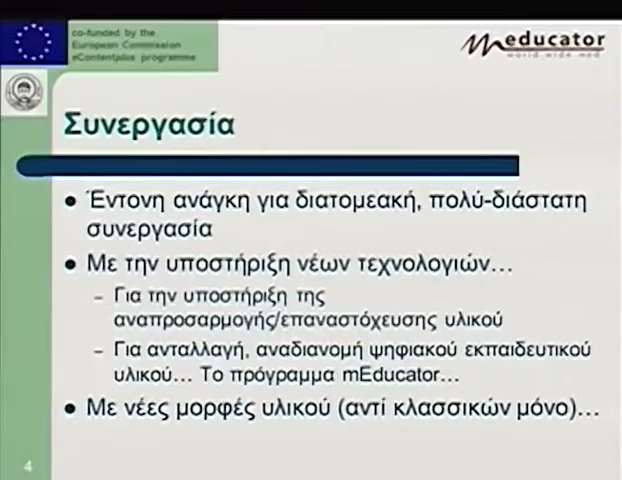 co-funded by the
European Commission
eContentplus programme
meducator
world wide med
Συνεργασία
• Έντονη ανάγκη για διατομεακή, πολύ-διάστατη
συνεργασία
• Με την υποστήριξη νέων τεχνολογιών…
– Για την υποστήριξη της
αναπροσαρμογής/επαναστόχευσης υλικού
– Για ανταλλαγή, αναδιανομή ψηφιακού εκπαιδευτικού
υλικού… Το πρόγραμμα mEducator…
• Με νέες μορφές υλικού (αντί κλασσικών μόνο)…
4